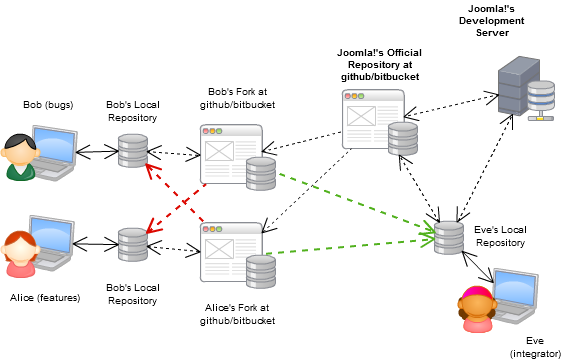 Joomla!'s
Development
Server
Joomla!'s Official
Repository at
github/bitbucket
Bob's Fork at
github/bitbucket
Bob (bugs)
Bob's Local
Repository
Eve's Local
Repository
Alice (features)
Bob's Local
Repository
Alice's Fork at
github/bitbucket
Eve
(integrator)